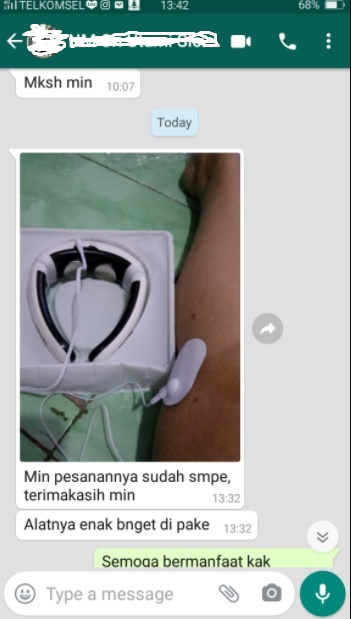 TELKOMSEL 13:42 68%
Mksh min 10:07
Today
Min pesanannya sudah smpe,
terimakasih min 13:32
Alatnya enak bnget di pake 13:32
Semoga bermanfaat kak
Type a message